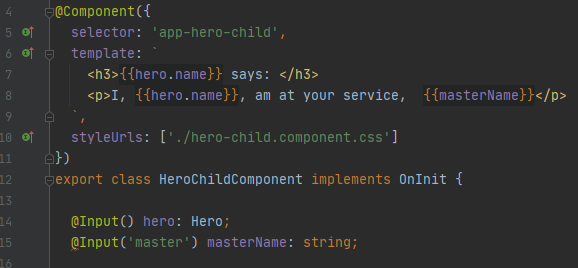 4 @Component({
5 selector: 'app-hero-child',
6 template: `
7 <h3>{{hero.name}} says: </h3>
8 <p>I, {{hero.name}}, am at your service,  {{masterName}}</p>
9 `,
10 styleUrls: ['./hero-child.component.css']
11 })
12 export class HeroChildComponent implements OnInit {
13
14 @Input() hero: Hero;
15 @Input('master') masterName: string;
16